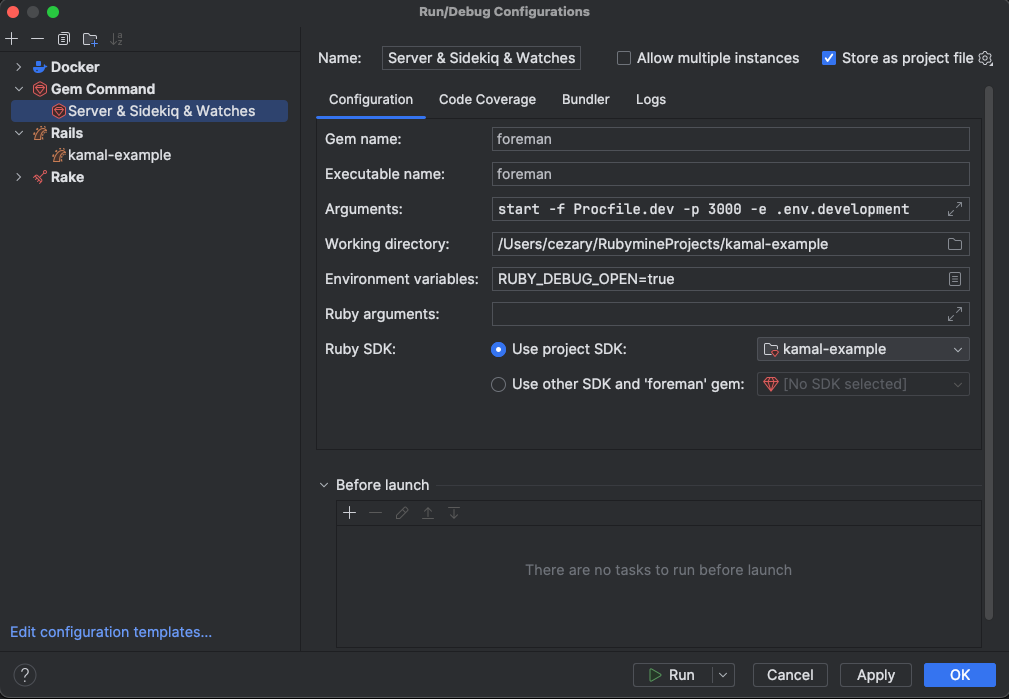 Run/Debug Configurations
Docker
Gem Command
Server & Sidekiq & Watches
Rails
kamal-example
Rake
Edit configuration templates...
Name: Server & Sidekiq & Watches Allow multiple instances Store as project file
Configuration Code Coverage Bundler Logs
Gem name: foreman
Executable name: foreman
Arguments: start -f Procfile.dev -p 3000 -e .env.development
Working directory: /Users/cezary/RubymineProjects/kamal-example
Environment variables: RUBY_DEBUG_OPEN=true
Ruby arguments:
Ruby SDK: Use project SDK: kamal-example
Use other SDK and 'foreman' gem: [No SDK selected]
Before launch
There are no tasks to run before launch
? Run Cancel Apply OK